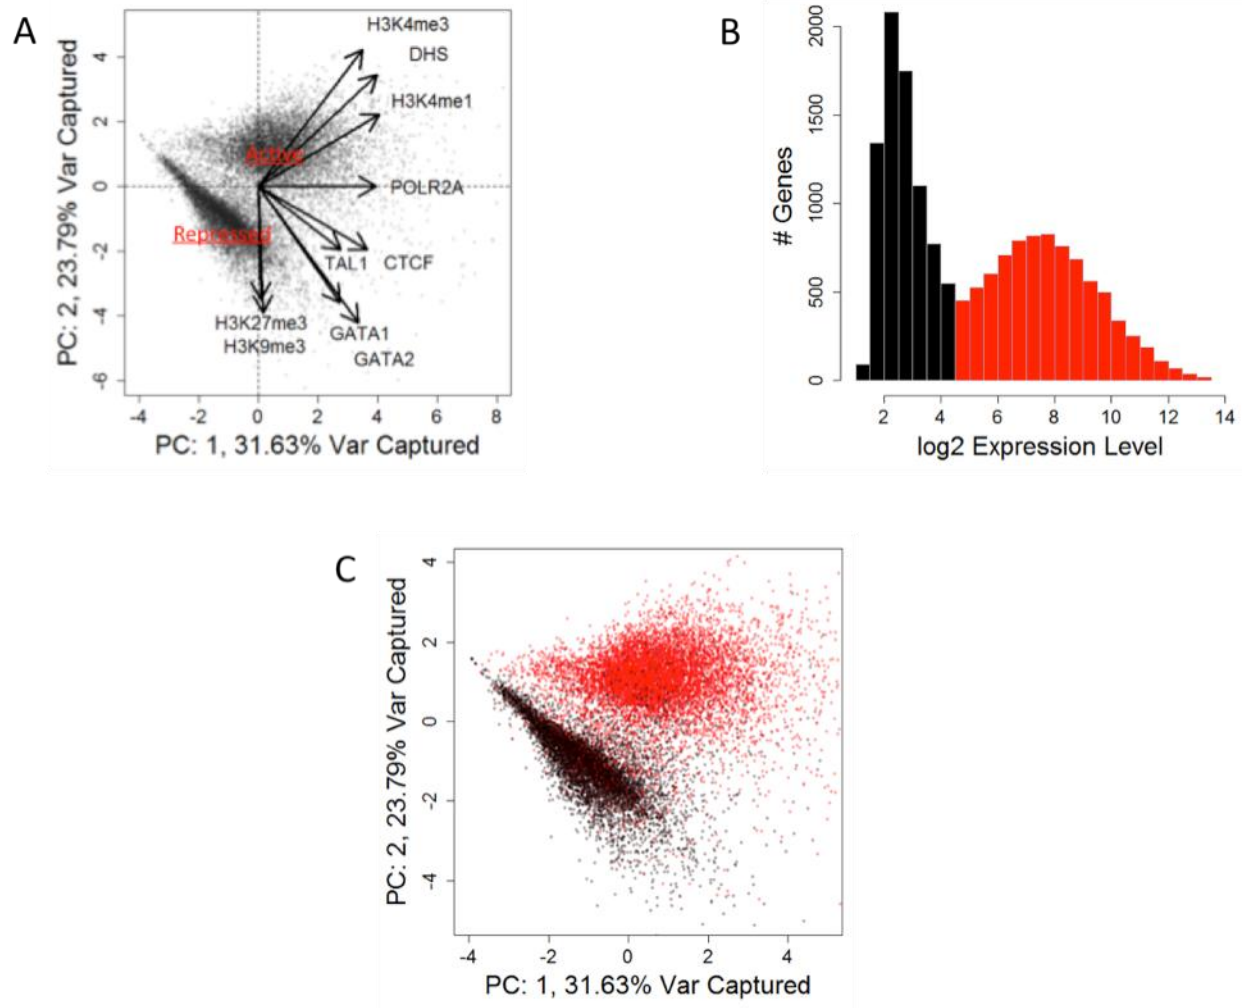 A
H3K4me3
DHS
H3K4me1
Active
POLR2A
Repressed
TAL1 CTCF
H3K27me3
GATA1
H3K9me3
GATA2
PC: 2, 23.79% Var Captured
4
2
0
-2
-4
-6
-4 -2 0 2 4 6 8
PC: 1, 31.63% Var Captured
B
# Genes
2000
1500
1000
500
0
2 4 6 8 10 12 14
log2 Expression Level
C
PC: 2, 23.79% Var Captured
4
2
0
-2
-4
-4 -2 0 2 4
PC: 1, 31.63% Var Captured